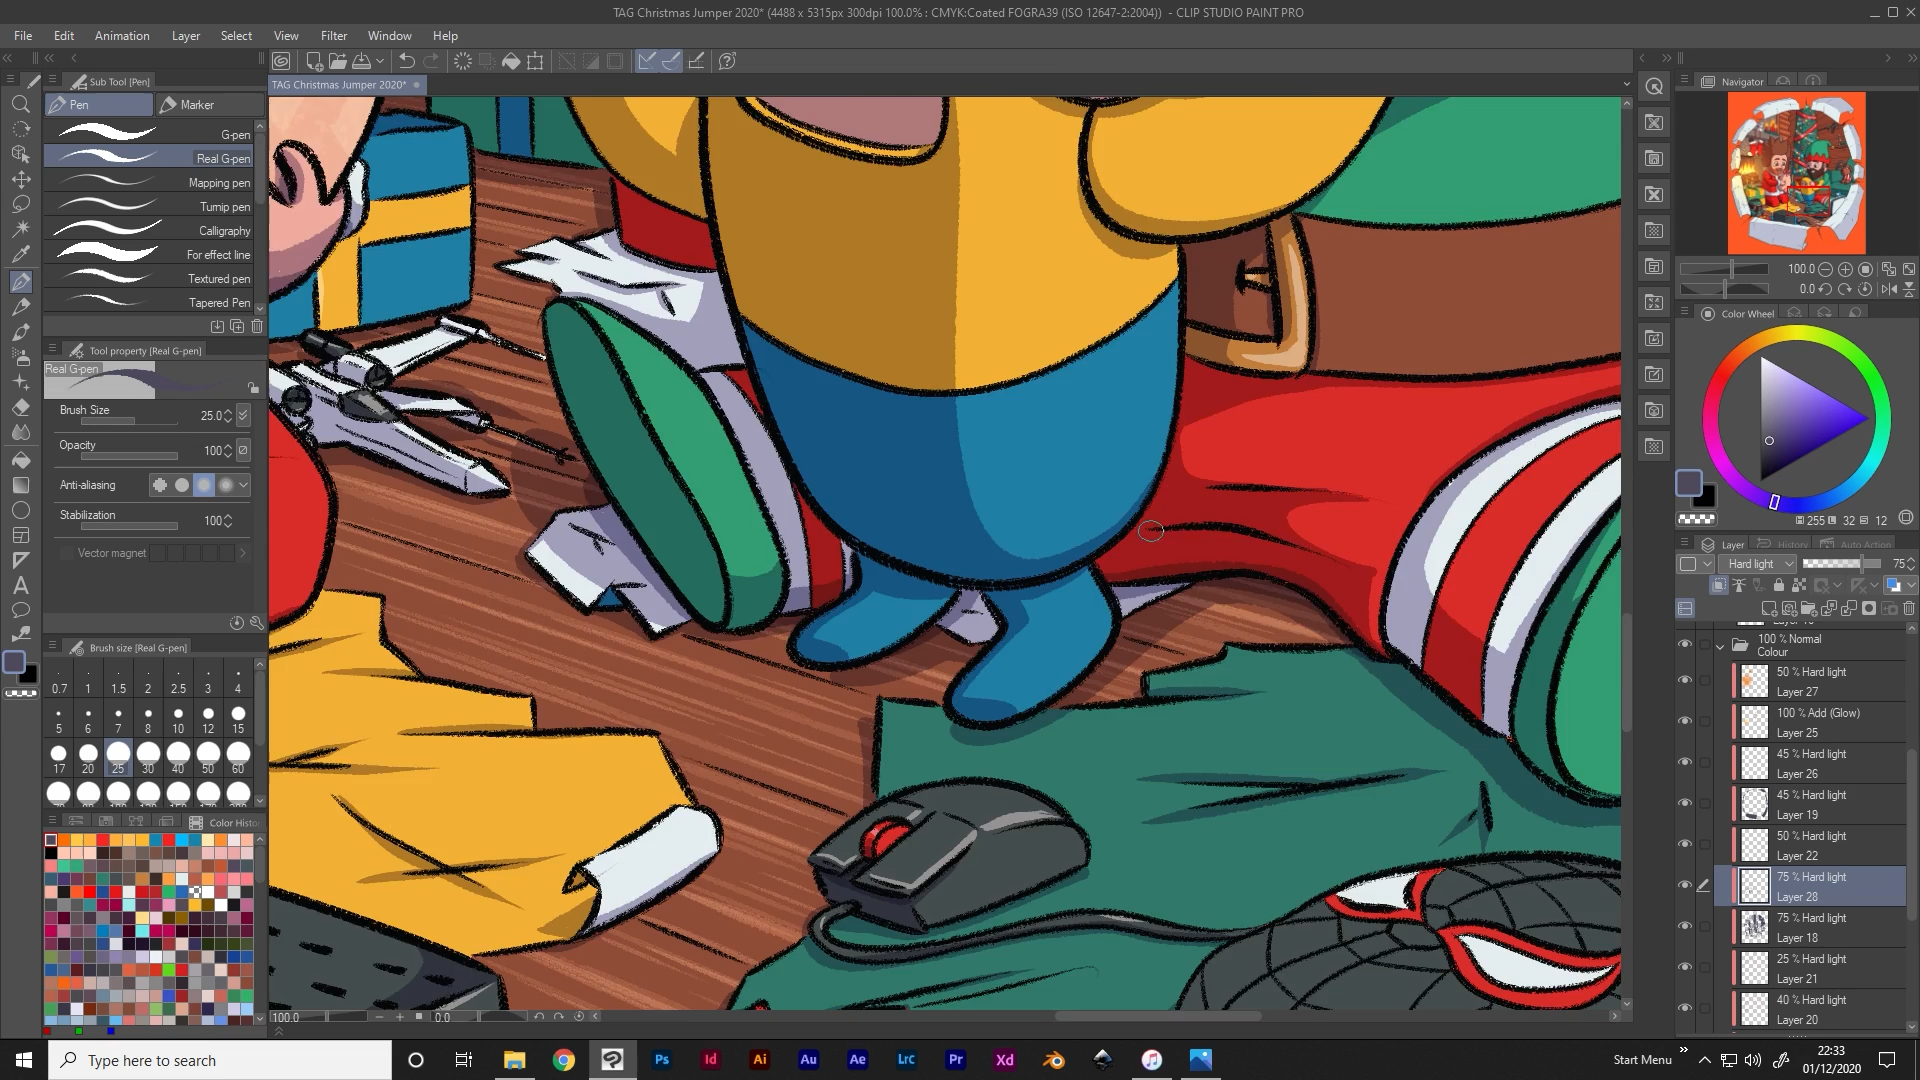 TAG Christmas Jumper 2020* (4488 x 5315px 300dpi 100.0% : CMYK:Coated FOGRA39 (ISO 12647-2:2004)) - CLIP STUDIO PAINT PRO
File Edit Animation Layer Select View Filter Window Help
Sub Tool [Pen]
TAG Christmas Jumper 2020*
Navigator
Pen Marker
G-pen
Real G-pen
Mapping pen
Turnip pen
Calligraphy
For effect line
Textured pen
Tapered Pen
100.0
0.0
Color Wheel
Tool property [Real G-pen]
Real G-pen
Brush Size 25.0
Opacity 100
Anti-aliasing
Stabilization 100
Vector magnet
255 32 12
Layer History Auto Action
Hard light 75
100 % Normal
Colour
50 % Hard light
Layer 27
100 % Add (Glow)
Layer 25
45 % Hard light
Layer 26
45 % Hard light
Layer 19
50 % Hard light
Layer 22
75 % Hard light
Layer 28
75 % Hard light
Layer 18
25 % Hard light
Layer 21
40 % Hard light
Layer 20
Brush size [Real G-pen]
0.7 1 1.5 2 2.5 3 4
5 6 7 8 10 12 15
17 20 25 30 40 50 60
Color Histo
100.0 0.0
Type here to search
Ps Id Ai Au Ae Lrc Pr Xd
Start Menu
22:33
01/12/2020